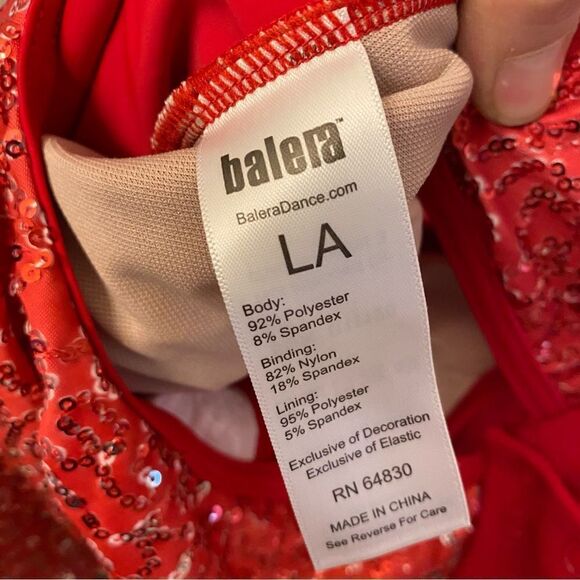 balera™
BaleraDance.com
LA
Body:
92% Polyester
8% Spandex
Binding:
82% Nylon
18% Spandex
Lining:
95% Polyester
5% Spandex
Exclusive of Decoration
Exclusive of Elastic
RN 64830
MADE IN CHINA
See Reverse For Care